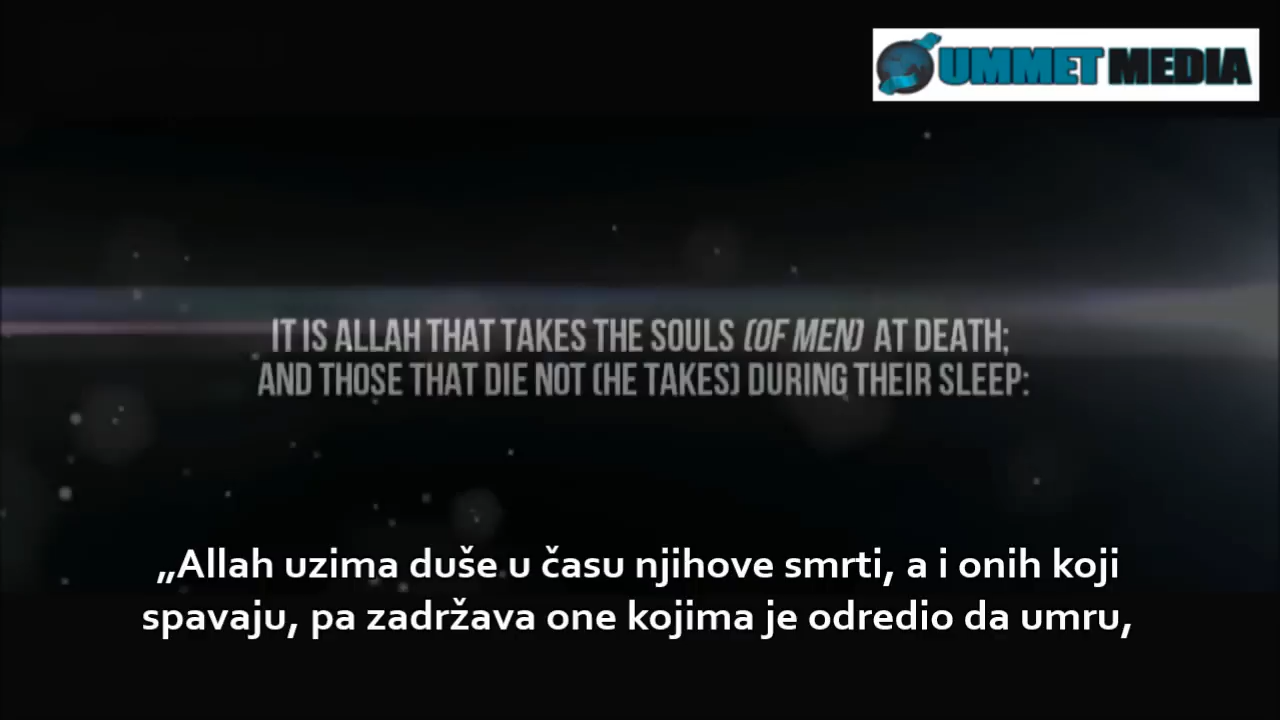 UMMET MEDIA
IT IS ALLAH THAT TAKES THE SOULS (OF MEN) AT DEATH;
AND THOSE THAT DIE NOT (HE TAKES) DURING THEIR SLEEP:
„Allah uzima duše u času njihove smrti, a i onih koji
spavaju, pa zadržava one kojima je odredio da umru,